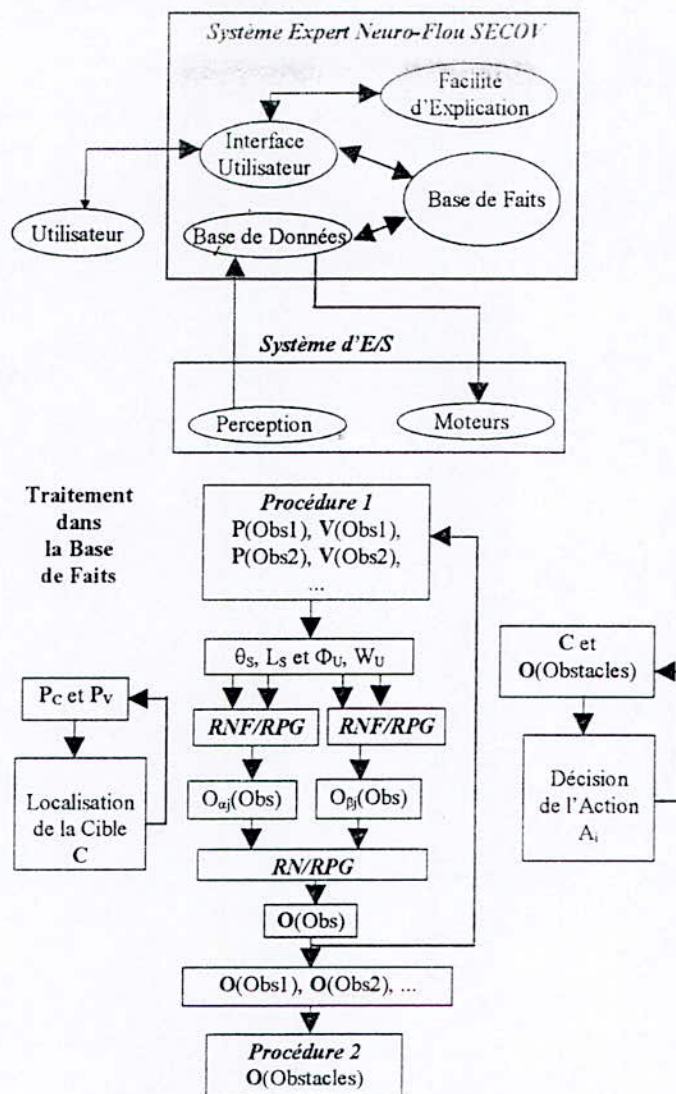 Système Expert Neuro-Flou SECOV
Facilité
d'Explication
Interface
Utilisateur
Base de Faits
Utilisateur
Base de Données
Système d'E/S
Perception
Moteurs
Traitement
dans
la Base
de Faits
Procédure 1
P(Obs1), V(Obs1),
P(Obs2), V(Obs2),
...
θS, LS et ΦU, WU
RNF/RPG
RNF/RPG
Oαj(Obs)
Oβj(Obs)
RN/RPG
O(Obs)
O(Obs1), O(Obs2), ...
Procédure 2
O(Obstacles)
PC et PV
Localisation
de la Cible
C
C et
O(Obstacles)
Décision
de l'Action
Ai